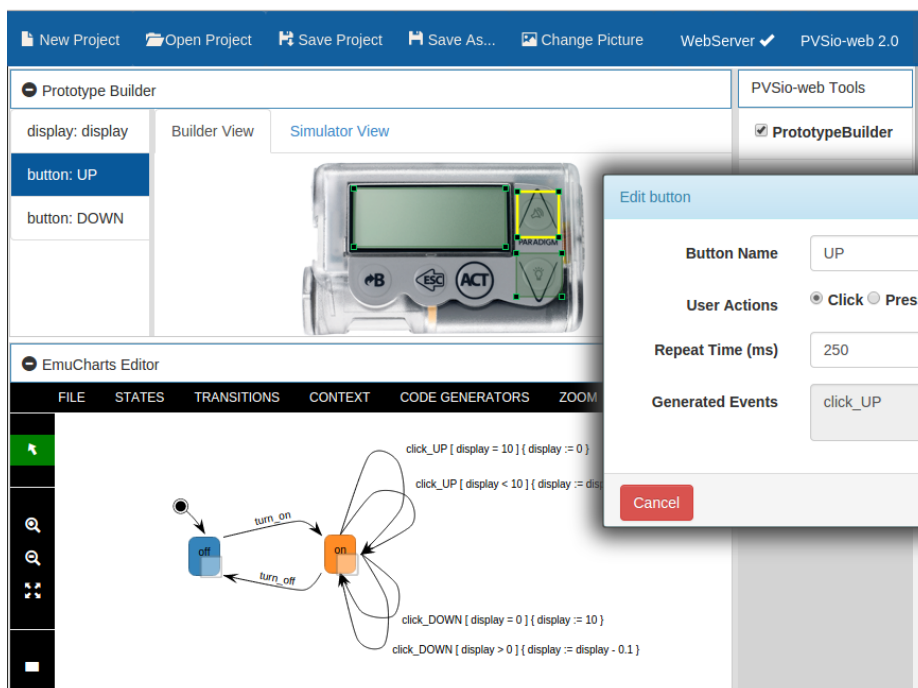 New Project Open Project Save Project Save As... Change Picture WebServer PVSio-web 2.0
Prototype Builder
PVSio-web Tools
display: display
Builder View Simulator View
PrototypeBuilder
button: UP
button: DOWN
PARADIGM
B ESC ACT
Edit button
Button Name UP
User Actions Click Pres
Repeat Time (ms) 250
Generated Events click_UP
Cancel
EmuCharts Editor
FILE STATES TRANSITIONS CONTEXT CODE GENERATORS ZOOM
click_UP [ display = 10 ] { display := 0 }
click_UP [ display < 10 ] { display := disp
turn_on
off
on
turn_off
click_DOWN [ display = 0 ] { display := 10 }
click_DOWN [ display > 0 ] { display := display - 0.1 }